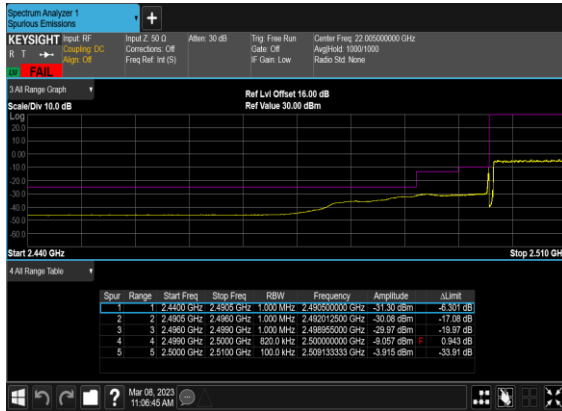 Spectrum Analyzer 1
Spurious Emissions
KEYSIGHT Input: RF Input Z: 50 Ω Atten: 30 dB Trig: Free Run Center Freq: 22.005000000 GHz
R T Coupling: DC Corrections: Off Gate: Off Avg|Hold: 1000/1000
Align: Off Freq Ref: Int (S) IF Gain: Low Radio Std: None
FAIL
3 All Range Graph
Ref Lvl Offset 16.00 dB
Scale/Div 10.0 dB Ref Value 30.00 dBm
Log
20.0
10.0
0.00
-10.0
-20.0
-30.0
-40.0
-50.0
-60.0
Start 2.440 GHz Stop 2.510 GH
4 All Range Table
Spur Range Start Freq Stop Freq RBW Frequency Amplitude ΔLimit
1 1 2.4400 GHz 2.4905 GHz 1.000 MHz 2.490500000 GHz -31.30 dBm -6.301 dB
2 2 2.4905 GHz 2.4960 GHz 1.000 MHz 2.492012500 GHz -30.08 dBm -17.08 dB
3 3 2.4960 GHz 2.4990 GHz 1.000 MHz 2.498955000 GHz -29.97 dBm -19.97 dB
4 4 2.4990 GHz 2.5000 GHz 820.0 kHz 2.500000000 GHz -9.057 dBm F 0.943 dB
5 5 2.5000 GHz 2.5100 GHz 100.0 kHz 2.509133333 GHz -3.915 dBm -33.91 dB
Mar 08, 2023
11:06:45 AM